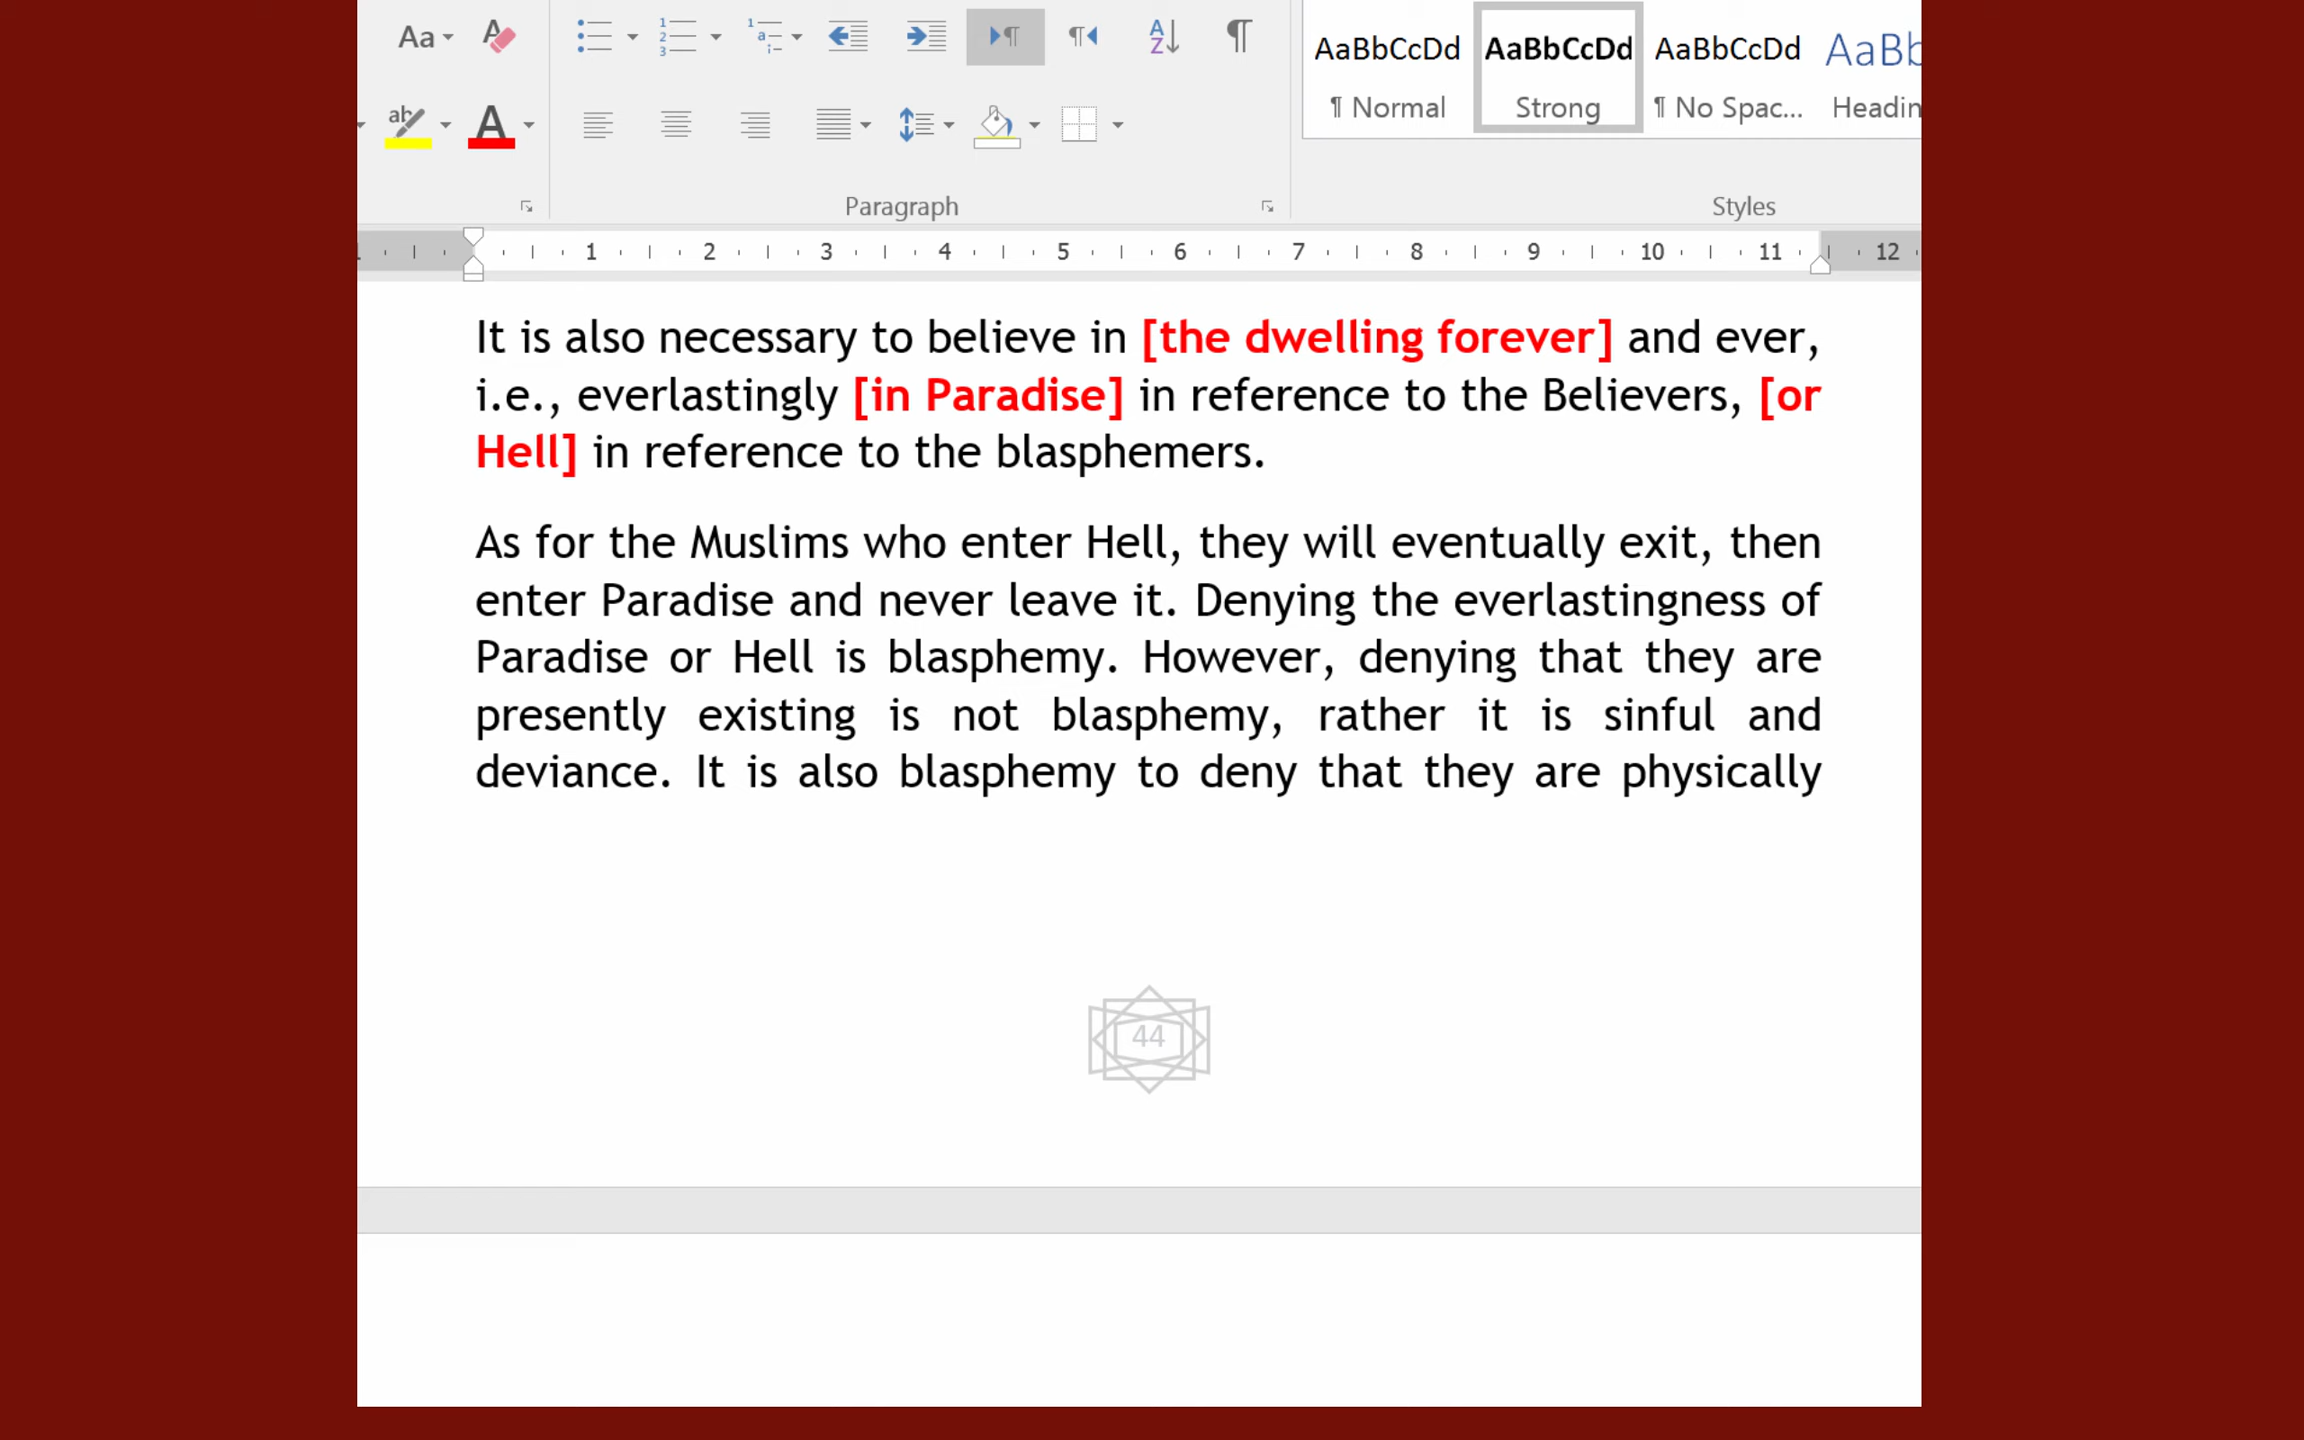 Aa
AaBbCcDd AaBbCcDd AaBbCcDd AaBb
¶ Normal Strong ¶ No Spac... Headin
Paragraph Styles
1 2 3 4 5 6 7 8 9 10 11 12
It is also necessary to believe in [the dwelling forever] and ever,
i.e., everlastingly [in Paradise] in reference to the Believers, [or
Hell] in reference to the blasphemers.
As for the Muslims who enter Hell, they will eventually exit, then
enter Paradise and never leave it. Denying the everlastingness of
Paradise or Hell is blasphemy. However, denying that they are
presently existing is not blasphemy, rather it is sinful and
deviance. It is also blasphemy to deny that they are physically
44